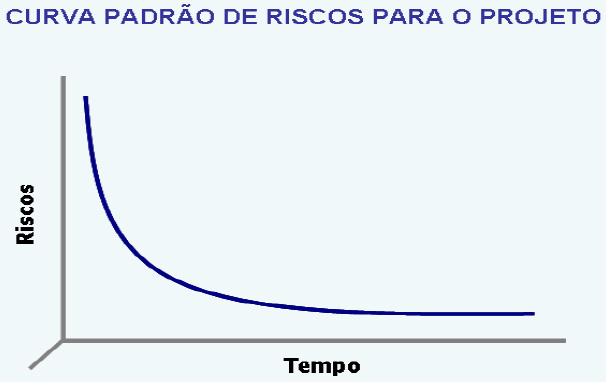 CURVA PADRÃO DE RISCOS PARA O PROJETO
Riscos
Tempo